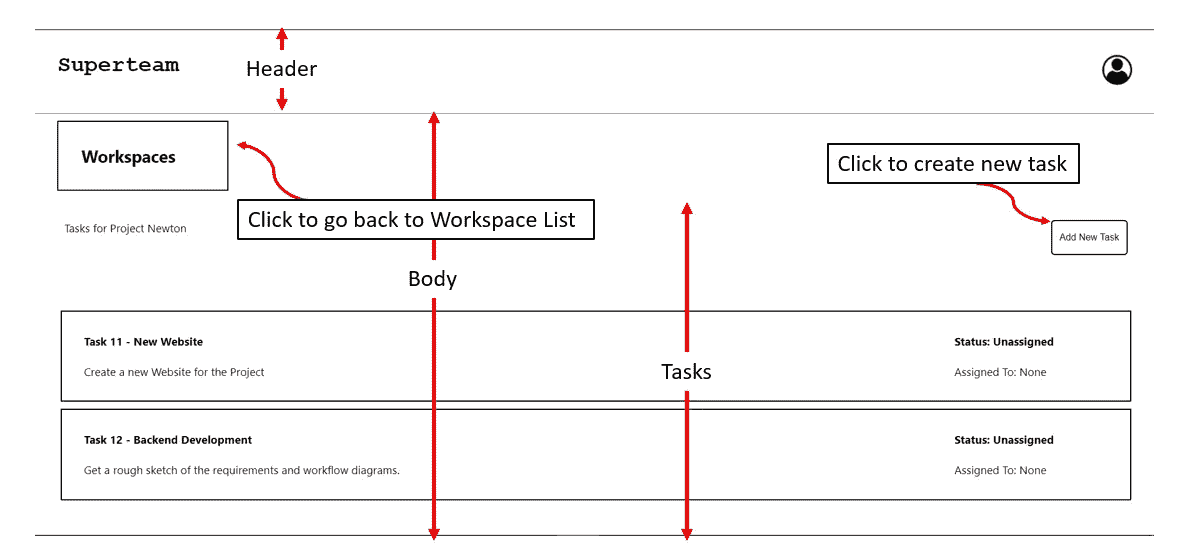 Superteam
Header
Workspaces
Click to create new task
Click to go back to Workspace List
Tasks for Project Newton
Add New Task
Body
Task 11 - New Website
Status: Unassigned
Create a new Website for the Project
Assigned To: None
Tasks
Task 12 - Backend Development
Status: Unassigned
Get a rough sketch of the requirements and workflow diagrams.
Assigned To: None